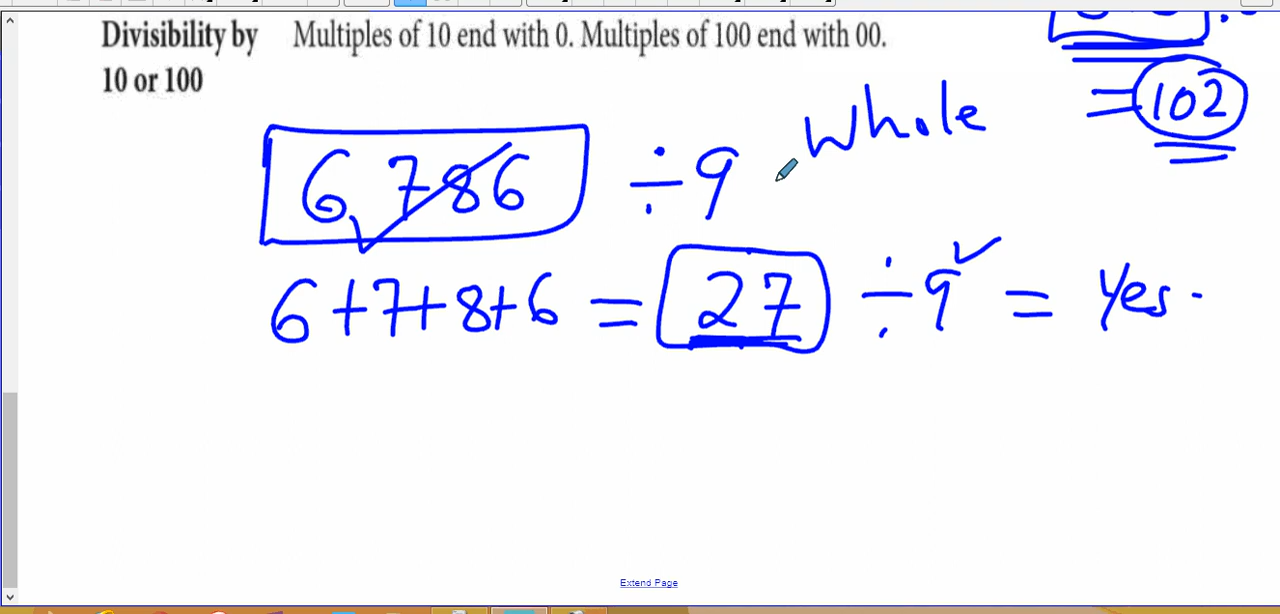 Divisibility by Multiples of 10 end with 0. Multiples of 100 end with 00.
10 or 100
= 102
Whole
6,786 ÷ 9
6+7+8+6 = 27 ÷ 9 = Yes.
Extend Page